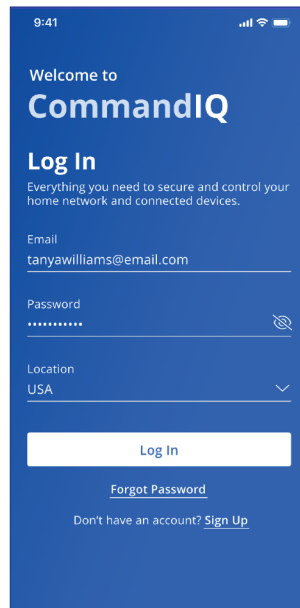 9:41
Welcome to
CommandIQ
Log In
Everything you need to secure and control your
home network and connected devices.
Email
tanyawilliams@email.com
Password
•••••••••••
Location
USA
Log In
Forgot Password
Don't have an account? Sign Up